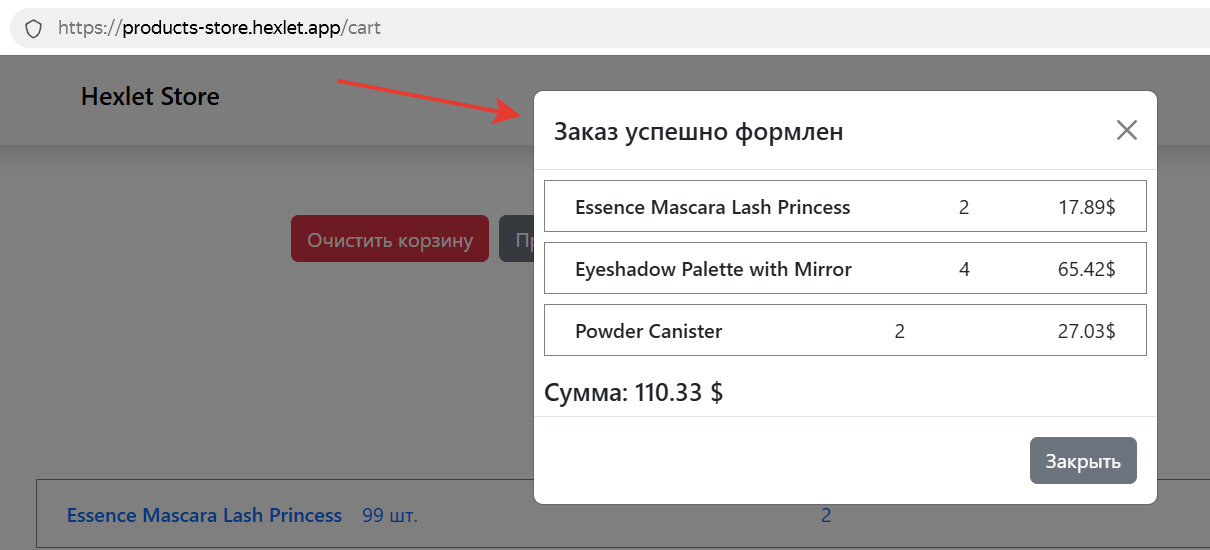 https://products-store.hexlet.app/cart
Hexlet Store
Заказ успешно формлен
Essence Mascara Lash Princess 2 17.89$
Очистить корзину
Eyeshadow Palette with Mirror 4 65.42$
Powder Canister 2 27.03$
Сумма: 110.33 $
Закрыть
Essence Mascara Lash Princess 99 шт. 2